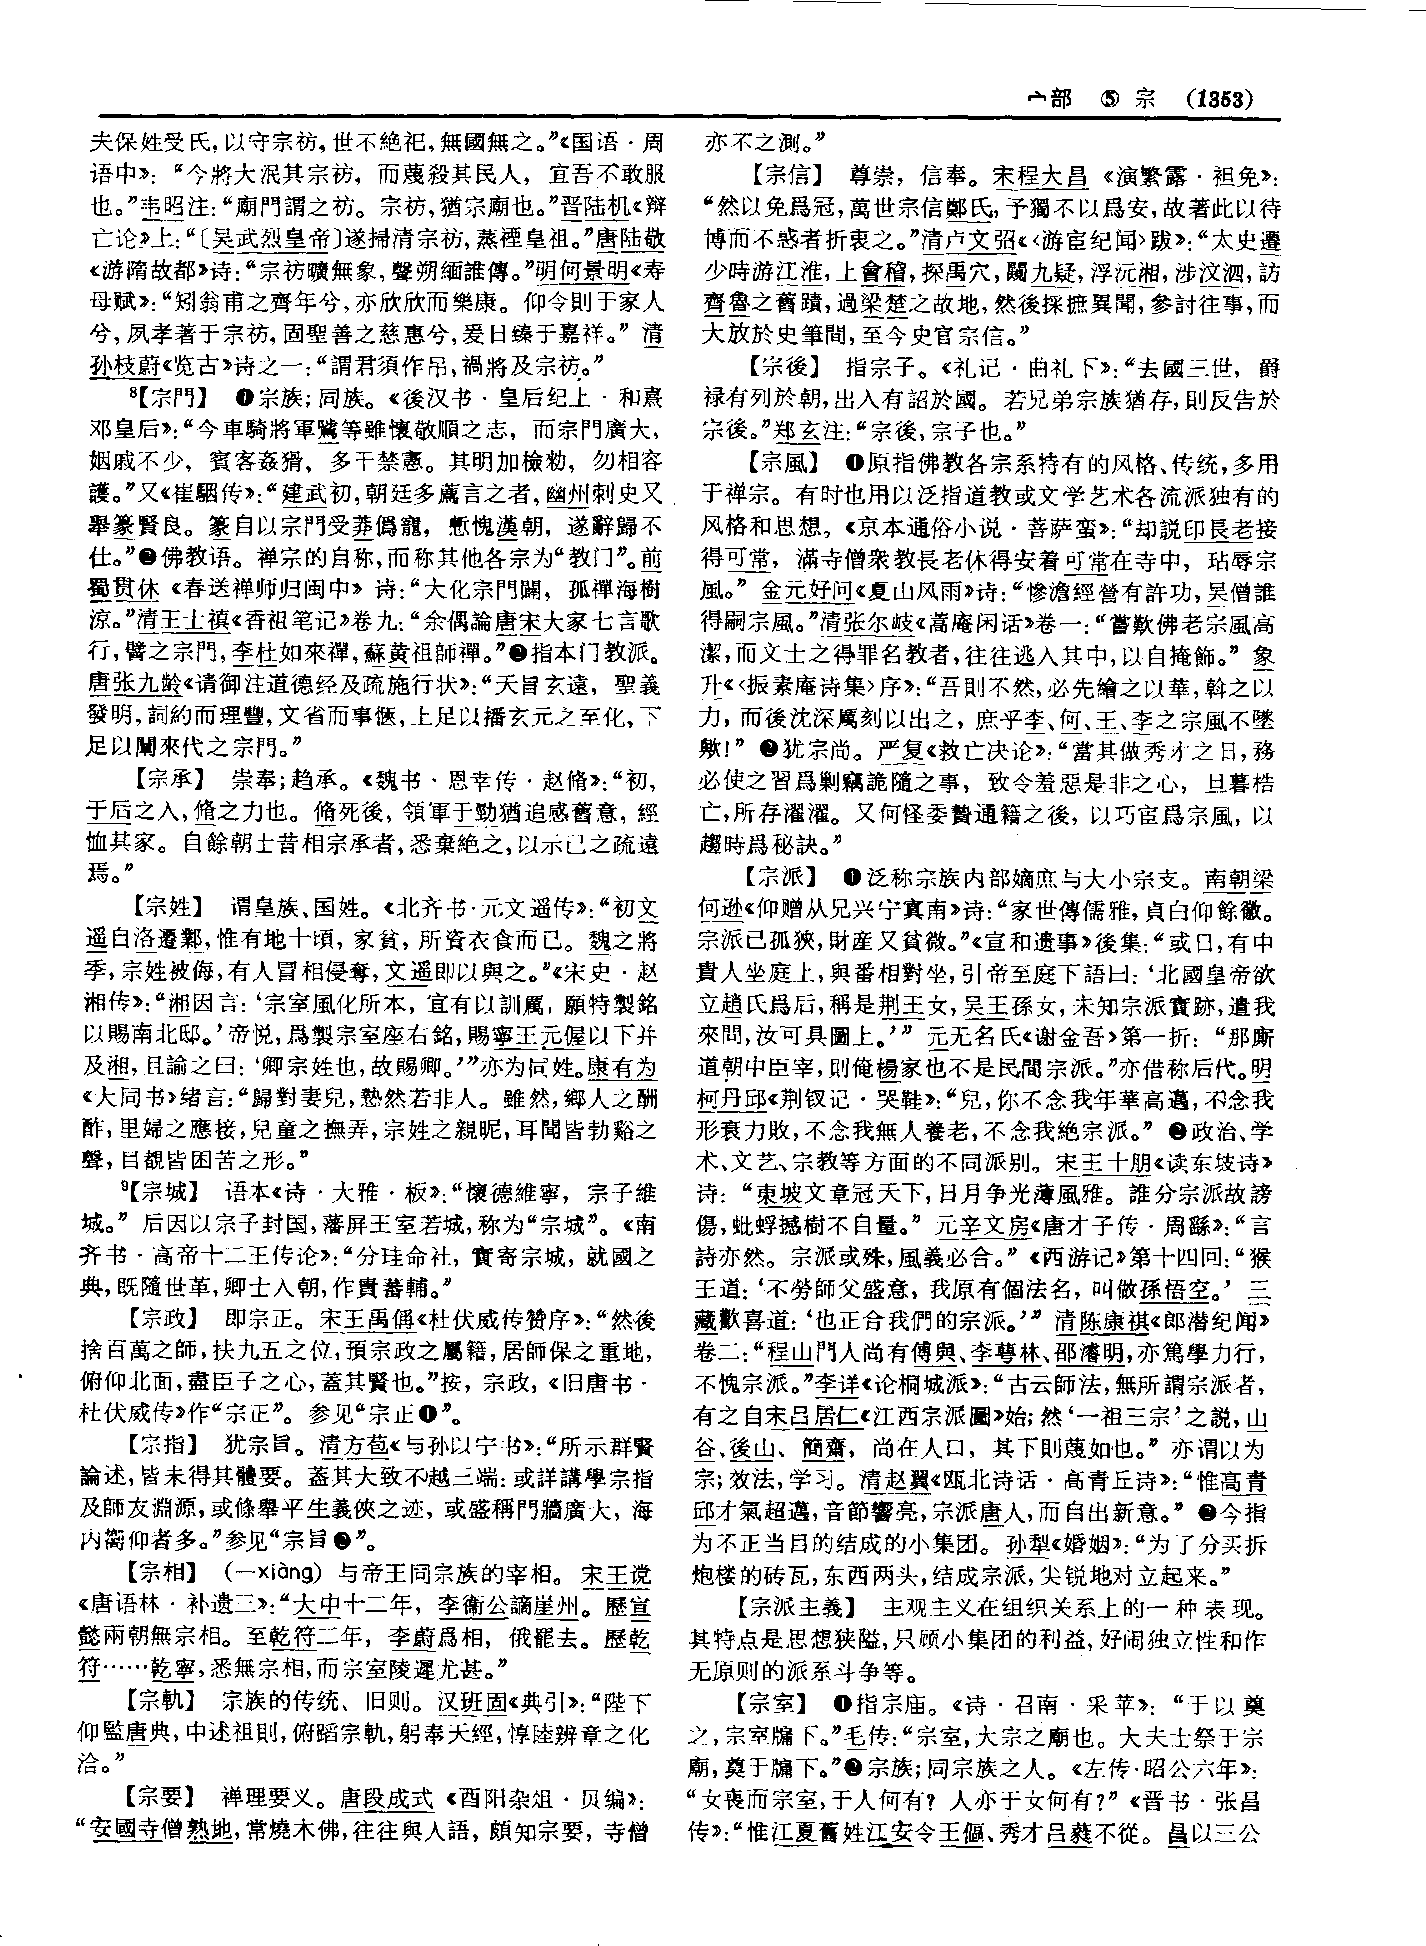 宀部 ⑤ 宗 (1353)
夫保姓受氏，以守宗祊，世不絶祀，無國無之。”《国语·周
语中》：“今將大泯其宗祊，而蔑殺其民人，宜吾不敢服
也。”韦昭注：“廟門謂之祊。宗祊，猶宗廟也。”晋陆机《辩
亡论》上：“〔吴武烈皇帝〕遂掃清宗祊，蒸禋皇祖。”唐陆敬
《游隋故都》诗：“宗祊曠無象，聲朔緬誰傳。”明何景明《寿
母赋》：“矧翁甫之齊年兮，亦欣欣而樂康。仰令則于家人
兮，夙孝著于宗祊，固聖善之慈惠兮，爰日臻于嘉祥。”清
孙枝蔚《览古》诗之一：“謂君須作吊，禍將及宗祊。”
⁸【宗門】 ❶宗族；同族。《後汉书·皇后纪上·和熹
邓皇后》：“今車騎將軍騭等雖懷敬順之志，而宗門廣大，
姻戚不少，賓客姦猾，多干禁憲。其明加檢勑，勿相容
護。”又《崔駰传》：“建武初，朝廷多薦言之者，幽州刺史又
舉篆賢良。篆自以宗門受莽僞寵，慙愧漢朝，遂辭歸不
仕。”❷佛教语。禅宗的自称，而称其他各宗为“教门”。前
蜀贯休《春送禅师归闽中》诗：“大化宗門闢，孤禪海樹
涼。”清王士禛《香祖笔记》卷九：“余偶論唐宋大家七言歌
行，譬之宗門，李杜如來禪，蘇黄祖師禪。”❸指本门教派。
唐张九龄《请御注道德经及疏施行状》：“天旨玄遠，聖義
發明，詞約而理豐，文省而事愜，上足以播玄元之至化，下
足以闡來代之宗門。”
【宗承】 崇奉；趋承。《魏书·恩幸传·赵脩》：“初，
于后之入，脩之力也。脩死後，領軍于勁猶追感舊意，經
恤其家。自餘朝士昔相宗承者，悉棄絶之，以示己之疏遠
焉。”
【宗姓】 谓皇族、国姓。《北齐书·元文遥传》：“初文
遥自洛遷鄴，惟有地十頃，家貧，所資衣食而已。魏之將
季，宗姓被侮，有人冒相侵奪，文遥即以與之。”《宋史·赵
湘传》：“湘因言：‘宗室風化所本，宜有以訓厲，願特製銘
以賜南北邸。’帝悦，爲製宗室座右銘，賜寧王元偓以下并
及湘，且諭之曰：‘卿宗姓也，故賜卿。’”亦为同姓。康有为
《大同书》绪言：“歸對妻兒，㷀然若非人。雖然，鄉人之酬
酢，里婦之應接，兒童之撫弄，宗姓之親昵，耳聞皆勃谿之
聲，目覩皆困苦之形。”
⁹【宗城】 语本《诗·大雅·板》：“懷德維寧，宗子維
城。”后因以宗子封国，藩屏王室若城，称为“宗城”。《南
齐书·高帝十二王传论》：“分珪命社，實寄宗城，就國之
典，既隨世革，卿士入朝，作貴蕃輔。”
【宗政】 即宗正。宋王禹偁《杜伏威传赞序》：“然後
捨百萬之師，扶九五之位，預宗政之屬籍，居師保之重地，
俯仰北面，盡臣子之心，蓋其賢也。”按，宗政，《旧唐书·
杜伏威传》作“宗正”。参见“宗正❶”。
【宗指】 犹宗旨。清方苞《与孙以宁书》：“所示群賢
論述，皆未得其體要。蓋其大致不越三端：或詳講學宗指
及師友淵源，或條舉平生義俠之迹，或盛稱門牆廣大，海
内嚮仰者多。”参见“宗旨❷”。
【宗相】 （—xiàng）与帝王同宗族的宰相。宋王谠
《唐语林·补遗三》：“大中十二年，李衛公謫崖州。歷宣
懿兩朝無宗相。至乾符二年，李蔚爲相，俄罷去。歷乾
符……乾寧，悉無宗相，而宗室陵遲尤甚。”
【宗軌】 宗族的传统、旧则。汉班固《典引》：“陛下
仰監唐典，中述祖則，俯蹈宗軌，躬奉天經，惇睦辨章之化
洽。”
【宗要】 禅理要义。唐段成式《酉阳杂俎·贝编》：
“安國寺僧熟地，常燒木佛，往往與人語，頗知宗要，寺僧
亦不之測。”
【宗信】 尊崇，信奉。宋程大昌《演繁露·袒免》：
“然以免爲冠，萬世宗信鄭氏，予獨不以爲安，故著此以待
博而不惑者折衷之。”清卢文弨《〈游宦纪闻〉跋》：“太史遷
少時游江淮，上會稽，探禹穴，闚九疑，浮沅湘，涉汶泗，訪
齊魯之舊蹟，過梁楚之故地，然後採摭異聞，參討往事，而
大放於史筆間，至今史官宗信。”
【宗後】 指宗子。《礼记·曲礼下》：“去國三世，爵
禄有列於朝，出入有詔於國。若兄弟宗族猶存，則反告於
宗後。”郑玄注：“宗後，宗子也。”
【宗風】 ❶原指佛教各宗系特有的风格、传统，多用
于禅宗。有时也用以泛指道教或文学艺术各流派独有的
风格和思想。《京本通俗小说·菩萨蛮》：“却説印長老接
得可常，滿寺僧衆教長老休得安着可常在寺中，玷辱宗
風。”金元好问《夏山风雨》诗：“慘澹經營有許功，吴僧誰
得嗣宗風。”清张尔岐《蒿庵闲话》卷一：“嘗歎佛老宗風高
潔，而文士之得罪名教者，往往逃入其中，以自掩飾。”象
升《〈振素庵诗集〉序》：“吾則不然，必先繪之以華，斡之以
力，而後沈深厲刻以出之，庶乎李、何、王、李之宗風不墜
歟！”❷犹宗尚。严复《救亡决论》：“當其做秀才之日，務
必使之習爲剿竊詭隨之事，致令羞惡是非之心，旦暮梏
亡，所存濯濯。又何怪委贄通籍之後，以巧宦爲宗風，以
趨時爲秘訣。”
【宗派】 ❶泛称宗族内部嫡庶与大小宗支。南朝梁
何逊《仰赠从兄兴宁寘南》诗：“家世傳儒雅，貞白仰餘徽。
宗派已孤狹，財産又貧微。”《宣和遗事》後集：“或日，有中
貴人坐庭上，與番相對坐，引帝至庭下語曰：‘北國皇帝欲
立趙氏爲后，稱是荆王女，吴王孫女，未知宗派實跡，遣我
來問，汝可具圖上。’”元无名氏《谢金吾》第一折：“那廝
道朝中臣宰，則俺楊家也不是民間宗派。”亦借称后代。明
柯丹邱《荆钗记·哭鞋》：“兒，你不念我年華高邁，不念我
形衰力敗，不念我無人養老，不念我絶宗派。”❷政治、学
术、文艺、宗教等方面的不同派别。宋王十朋《读东坡诗》
诗：“東坡文章冠天下，日月争光薄風雅。誰分宗派故謗
傷，蚍蜉撼樹不自量。”元辛文房《唐才子传·周繇》：“言
詩亦然。宗派或殊，風義必合。”《西游记》第十四回：“猴
王道：‘不勞師父盛意，我原有個法名，叫做孫悟空。’三
藏歡喜道：‘也正合我們的宗派。’”清陈康祺《郎潜纪闻》
卷二：“程山門人尚有傅與、李萼林、邵濬明，亦篤學力行，
不愧宗派。”李详《论桐城派》：“古云師法，無所謂宗派者，
有之自宋吕居仁《江西宗派圖》始；然‘一祖三宗’之説，山
谷、後山、簡齋，尚在人口，其下則蔑如也。”亦谓以为
宗；效法，学习。清赵翼《瓯北诗话·高青丘诗》：“惟高青
邱才氣超邁，音節響亮，宗派唐人，而自出新意。”❸今指
为不正当目的结成的小集团。孙犁《婚姻》：“为了分买拆
炮楼的砖瓦，东西两头，结成宗派，尖锐地对立起来。”
【宗派主義】 主观主义在组织关系上的一种表现。
其特点是思想狭隘，只顾小集团的利益，好闹独立性和作
无原则的派系斗争等。
【宗室】 ❶指宗庙。《诗·召南·采苹》：“于以奠
之，宗室牖下。”毛传：“宗室，大宗之廟也。大夫士祭于宗
廟，奠于牖下。”❷宗族；同宗族之人。《左传·昭公六年》：
“女喪而宗室，于人何有？人亦于女何有？”《晋书·张昌
传》：“惟江夏舊姓江安令王傴、秀才吕蕤不從。昌以三公